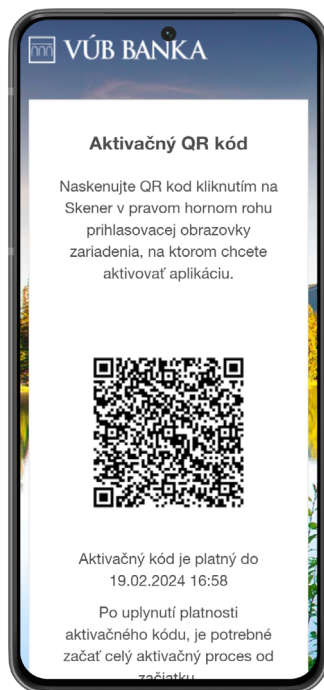 VÚB BANKA
Aktivačný QR kód
Naskenujte QR kod kliknutím na
Skener v pravom hornom rohu
prihlasovacej obrazovky
zariadenia, na ktorom chcete
aktivovať aplikáciu.
Aktivačný kód je platný do
19.02.2024 16:58
Po uplynutí platnosti
aktivačného kódu, je potrebné
začať celý aktivačný proces od
začiatku